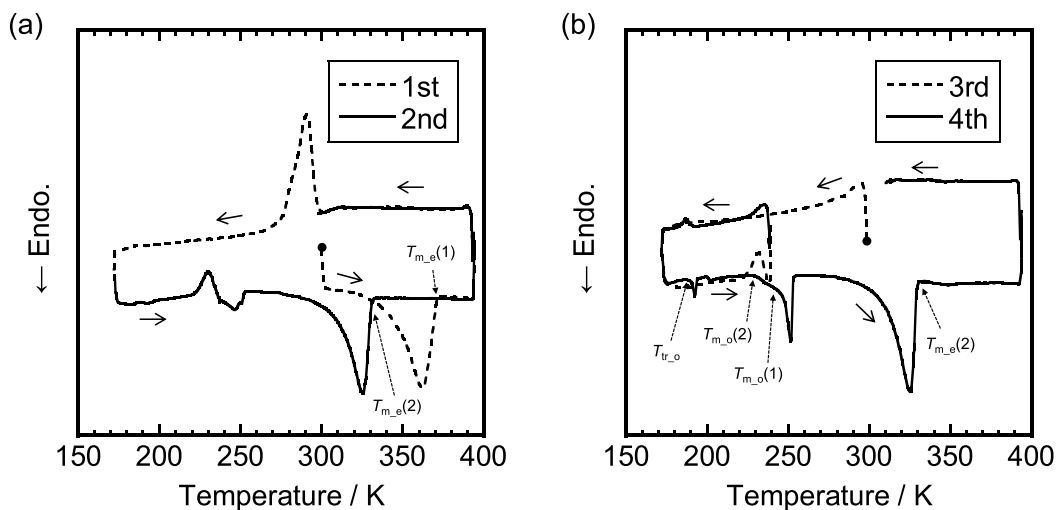 (a)
1st
2nd
← Endo.
T_m_e(1)
T_m_e(2)
150 200 250 300 350 400
Temperature / K
(b)
3rd
4th
← Endo.
T_tr_o
T_m_o(2)
T_m_o(1)
T_m_e(2)
150 200 250 300 350 400
Temperature / K